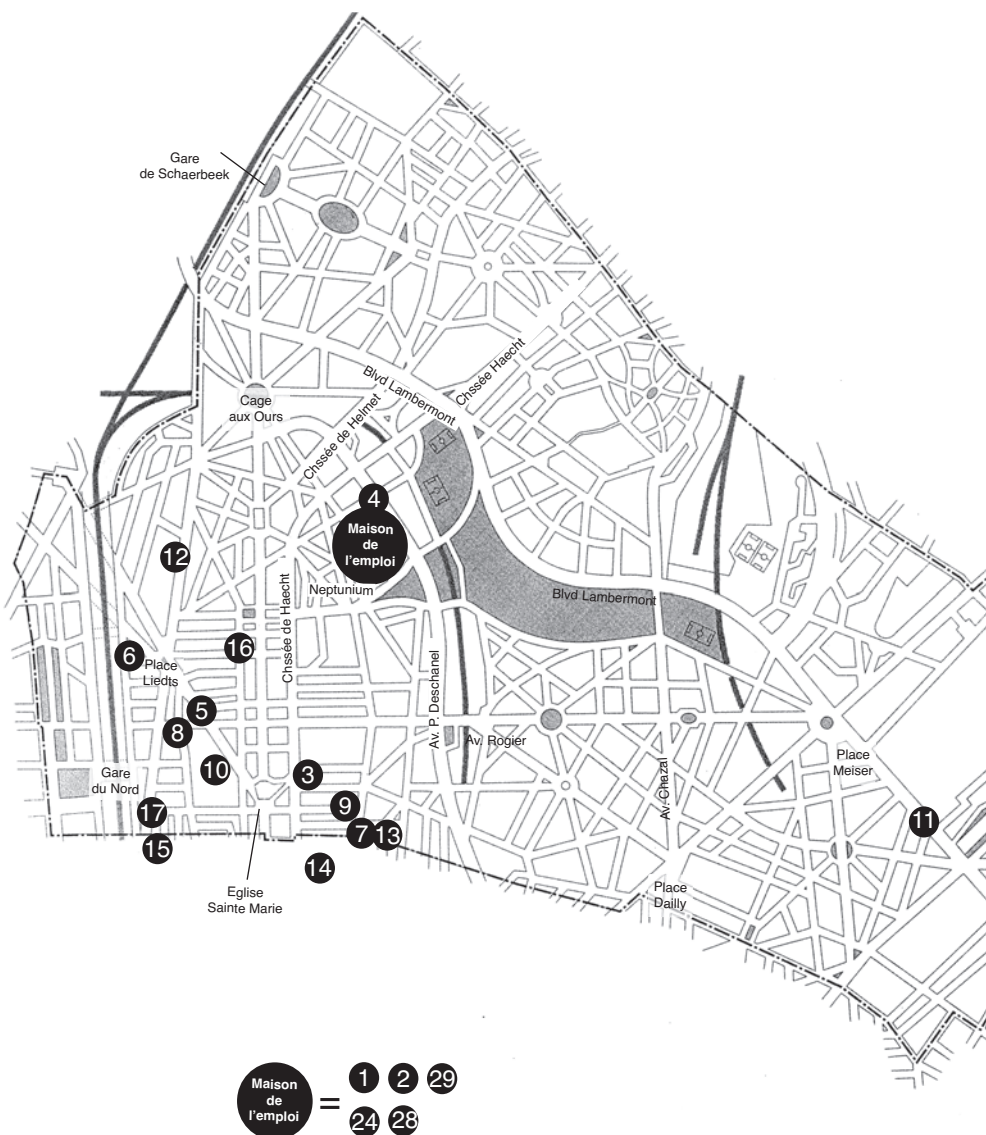 Gare
de Schaerbeek
Blvd Lambermont
Chssée Haecht
Cage
aux Ours
Chssée de Helmet
4
Maison
de
l'emploi
12
Neptunium
Chssée de Haecht
Blvd Lambermont
6
16
Place
Liedts
5
8
Av. P. Deschanel
Av. Rogier
10
3
Gare
du Nord
Av. Chazal
Place
Meiser
17
9
11
7
13
15
14
Eglise
Sainte Marie
Place
Dailly
Maison
de
l'emploi
=
1 2 29
24 28